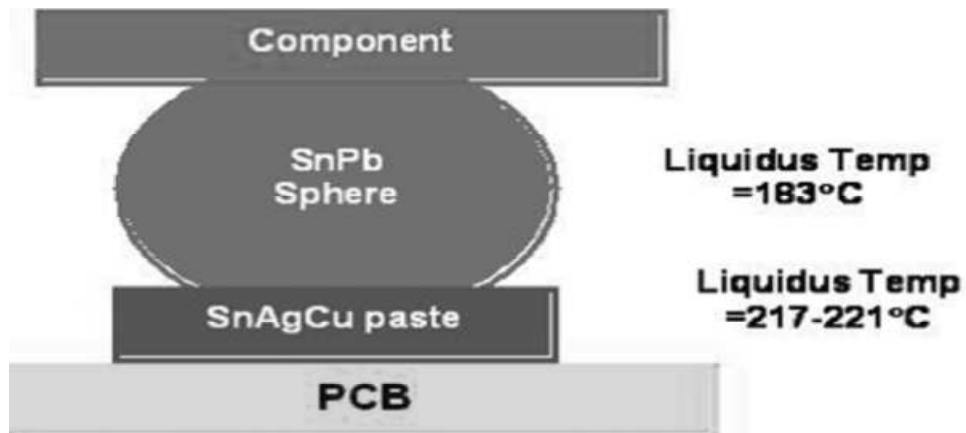 Component
SnPb
Sphere
Liquidus Temp
=183°C
Liquidus Temp
=217-221°C
SnAgCu paste
PCB